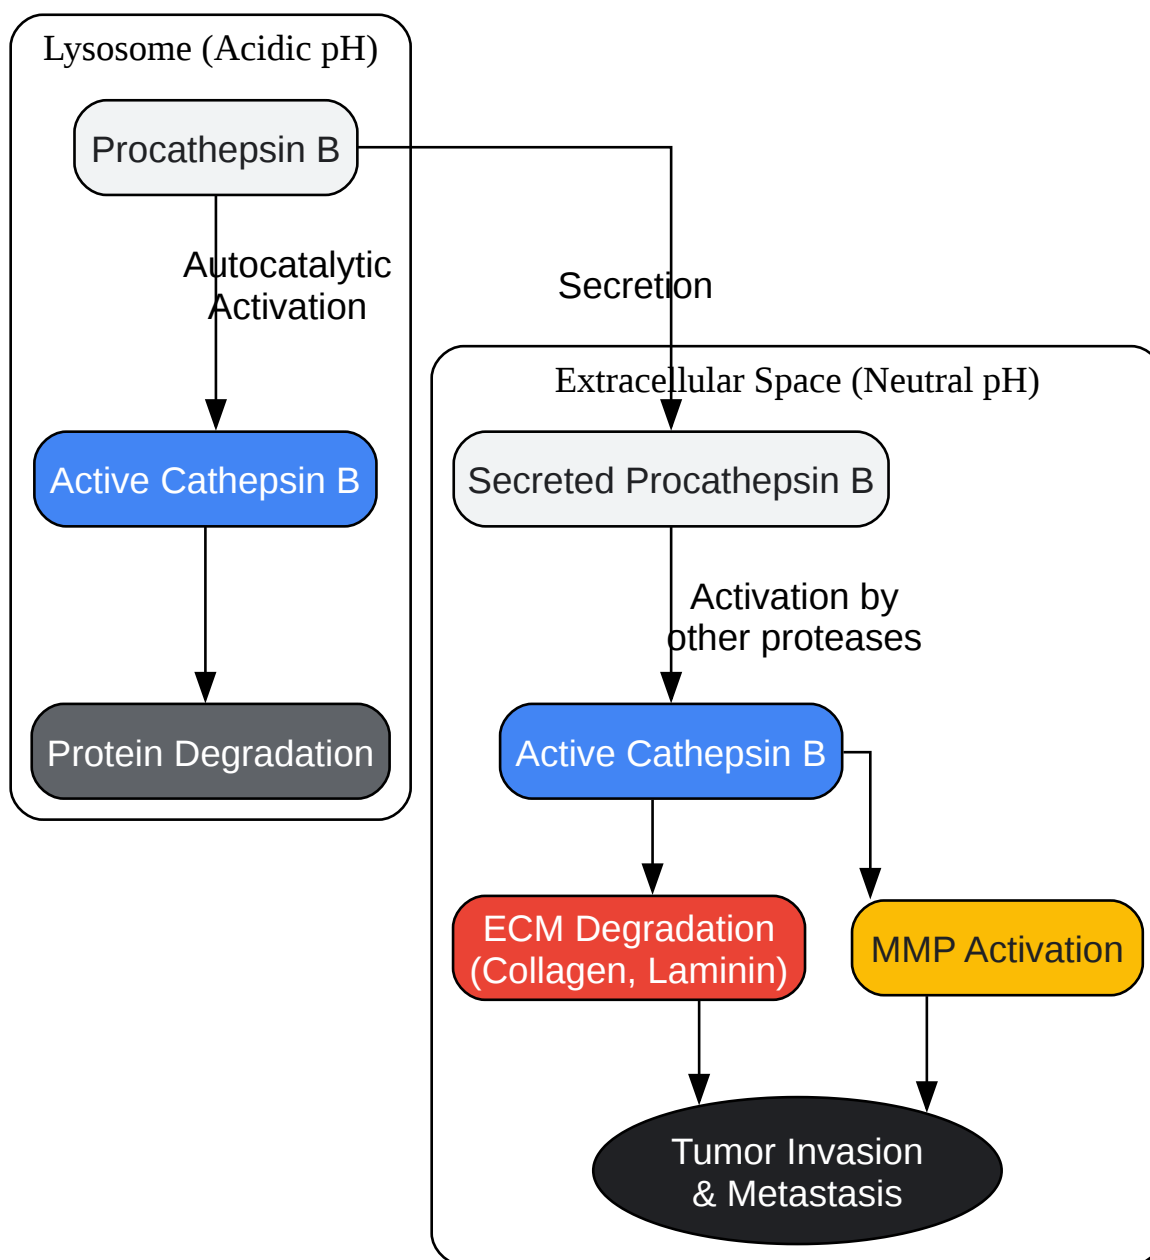 Lysosome (Acidic pH)
Procathepsin B
Autocatalytic
Activation
Secretion
Extracellular Space (Neutral pH)
Active Cathepsin B
Secreted Procathepsin B
Activation by
other proteases
Protein Degradation
Active Cathepsin B
ECM Degradation
(Collagen, Laminin)
MMP Activation
Tumor Invasion
& Metastasis